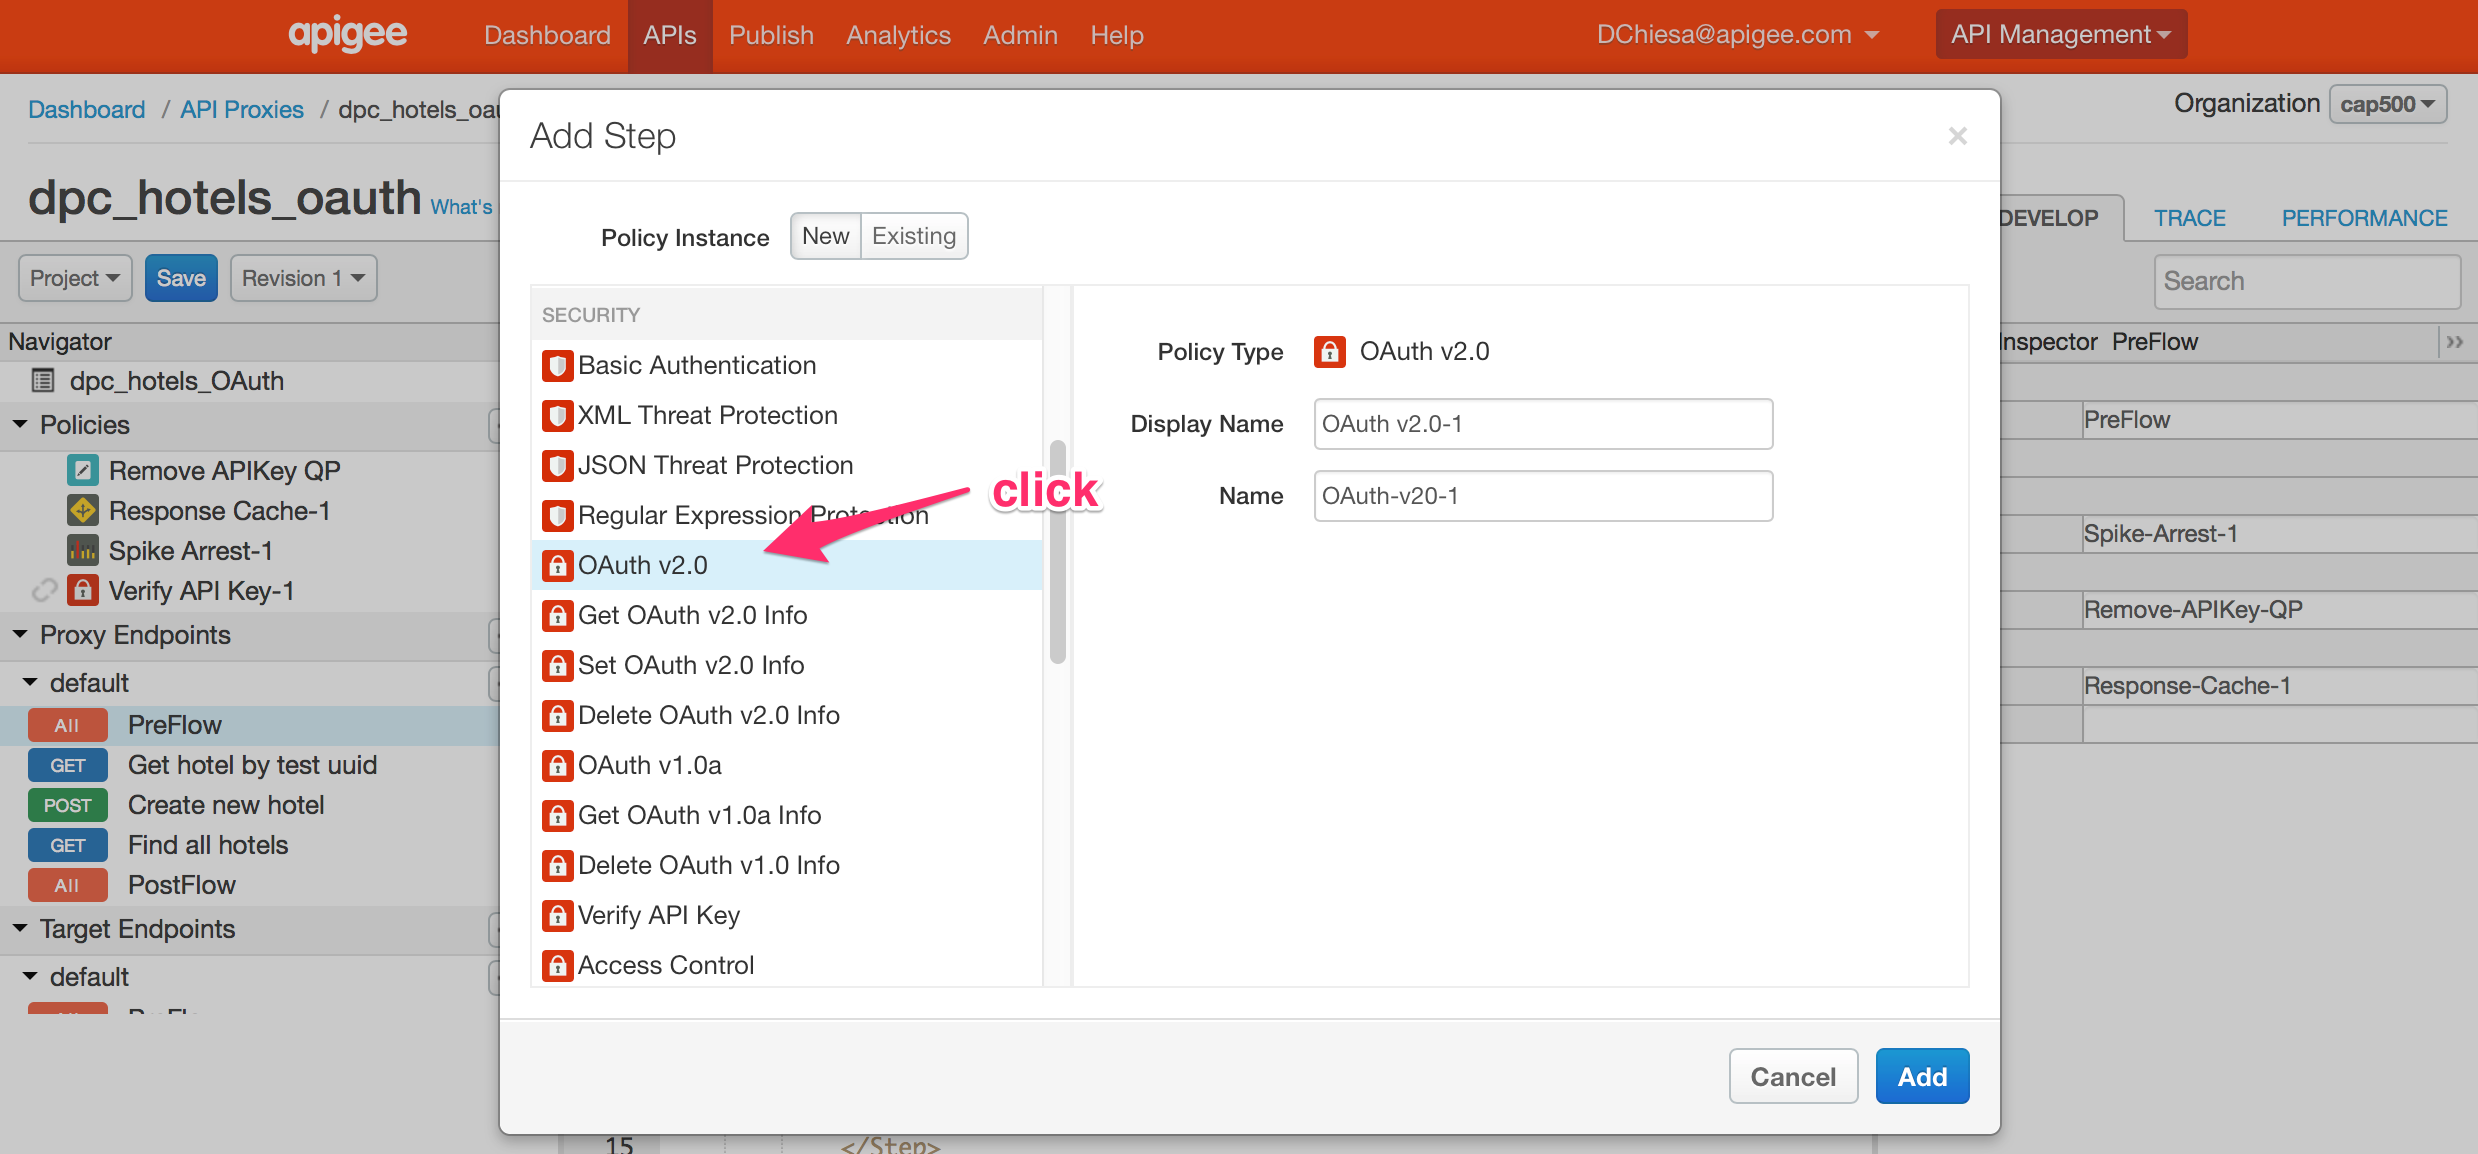 apigee Dashboard APIs Publish Analytics Admin Help DChiesa@apigee.com API Management
Dashboard / API Proxies / dpc_hotels_oau
Organization cap500
dpc_hotels_oauth What's
DEVELOP TRACE PERFORMANCE
Project Save Revision 1
Search
Navigator
dpc_hotels_OAuth
Policies
Remove APIKey QP
Response Cache-1
Spike Arrest-1
Verify API Key-1
Proxy Endpoints
default
All PreFlow
GET Get hotel by test uuid
POST Create new hotel
GET Find all hotels
All PostFlow
Target Endpoints
default
Add Step ×
Policy Instance New Existing
SECURITY
Basic Authentication
XML Threat Protection
JSON Threat Protection
Regular Expression Protection
OAuth v2.0
Get OAuth v2.0 Info
Set OAuth v2.0 Info
Delete OAuth v2.0 Info
OAuth v1.0a
Get OAuth v1.0a Info
Delete OAuth v1.0 Info
Verify API Key
Access Control
click
Policy Type OAuth v2.0
Display Name OAuth v2.0-1
Name OAuth-v20-1
Cancel Add
Inspector PreFlow »
PreFlow
Spike-Arrest-1
Remove-APIKey-QP
Response-Cache-1
15 </Step>